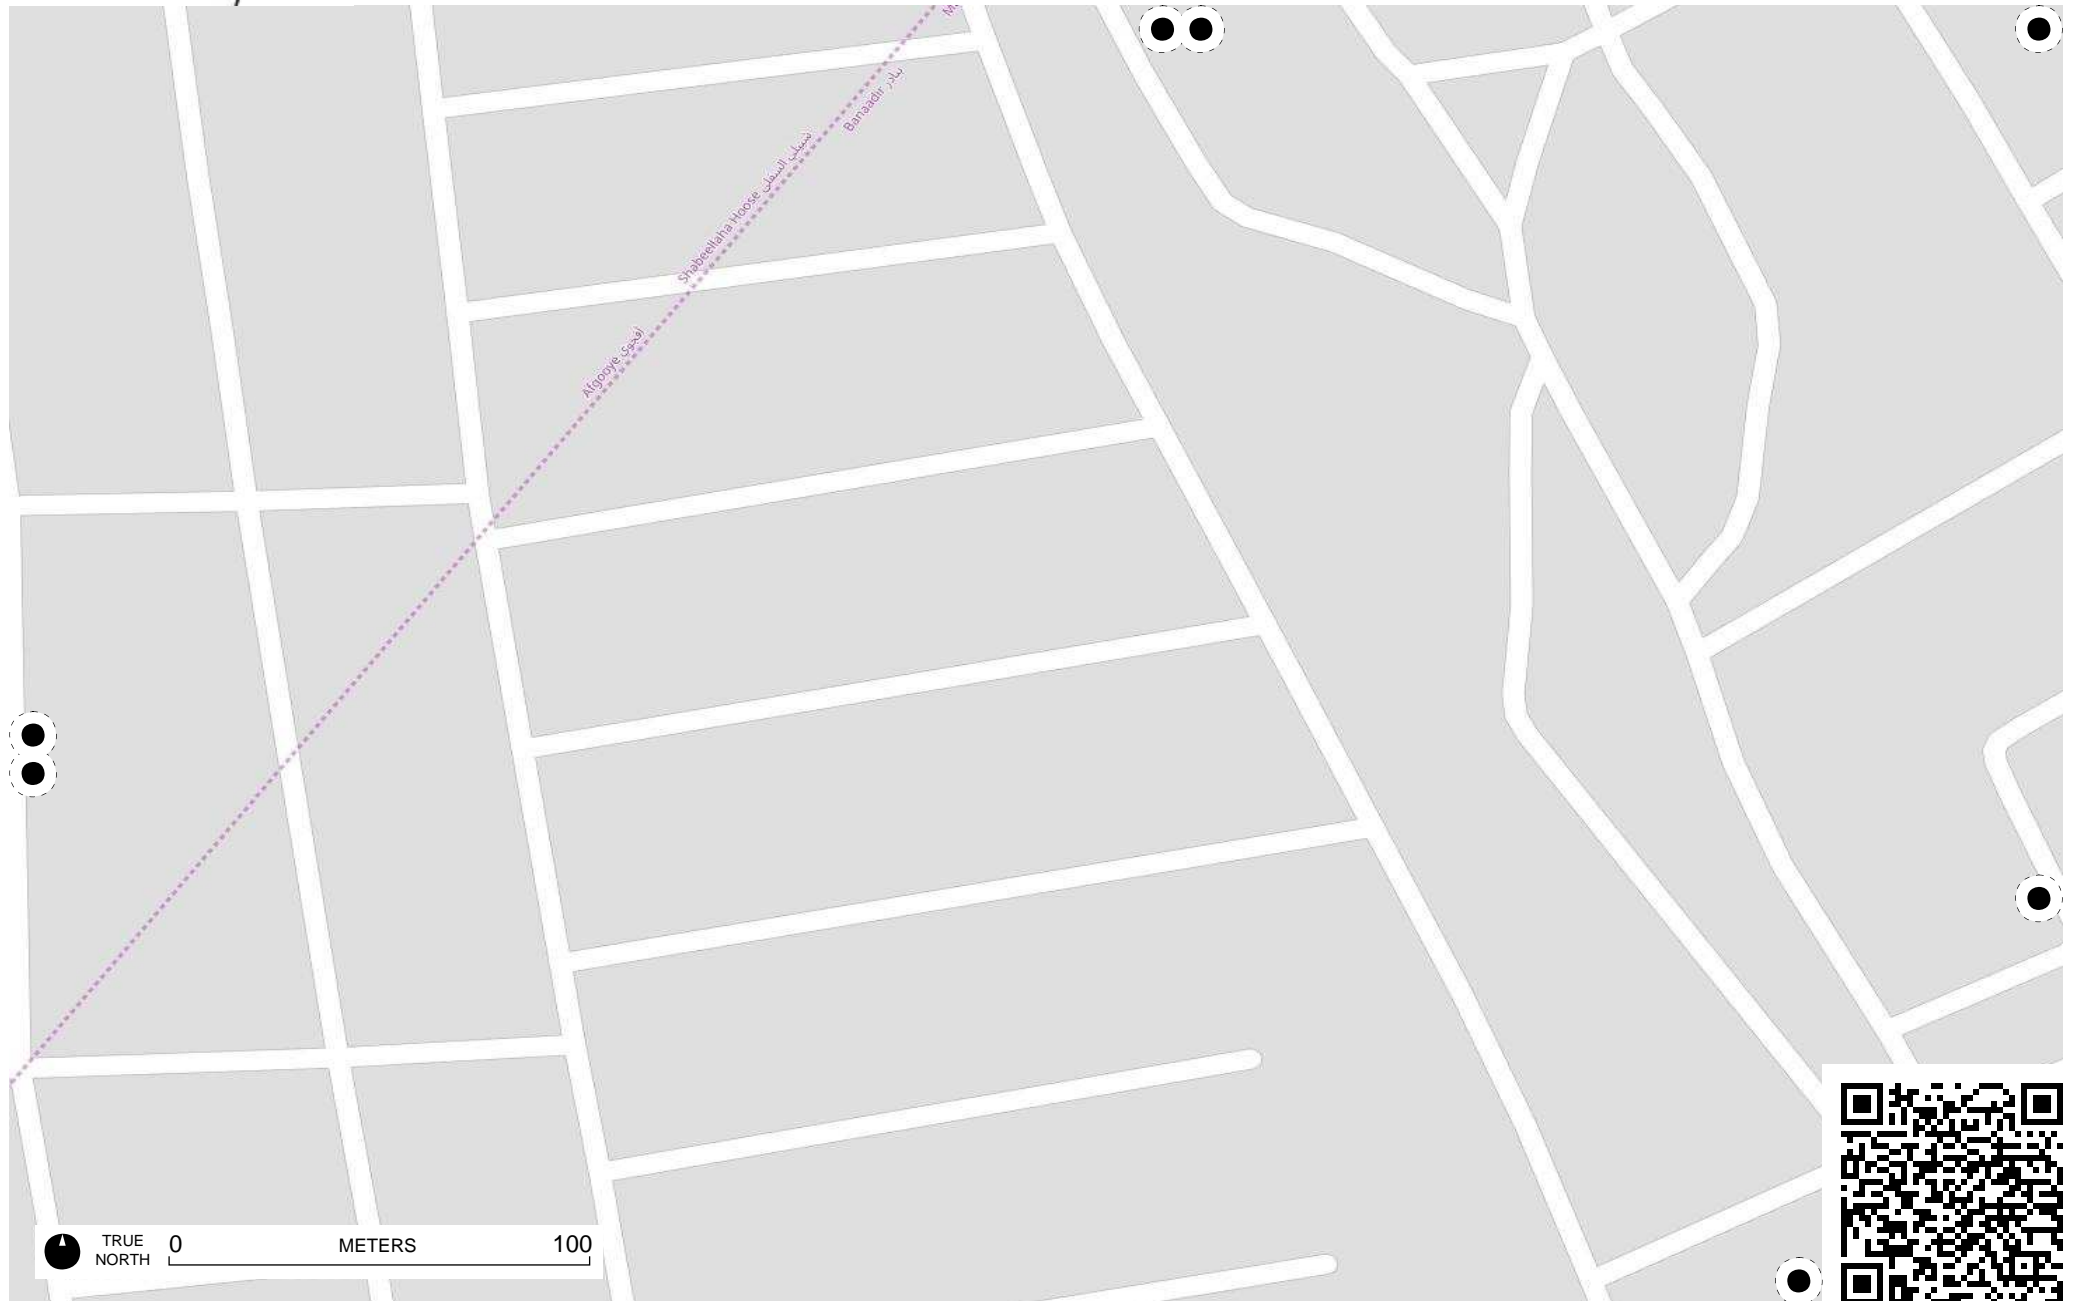 Banaadir بنادر
Shabeellaha Hoose شبيلي السفلى
Afgooye أفجوي
TRUE
NORTH
0 METERS 100